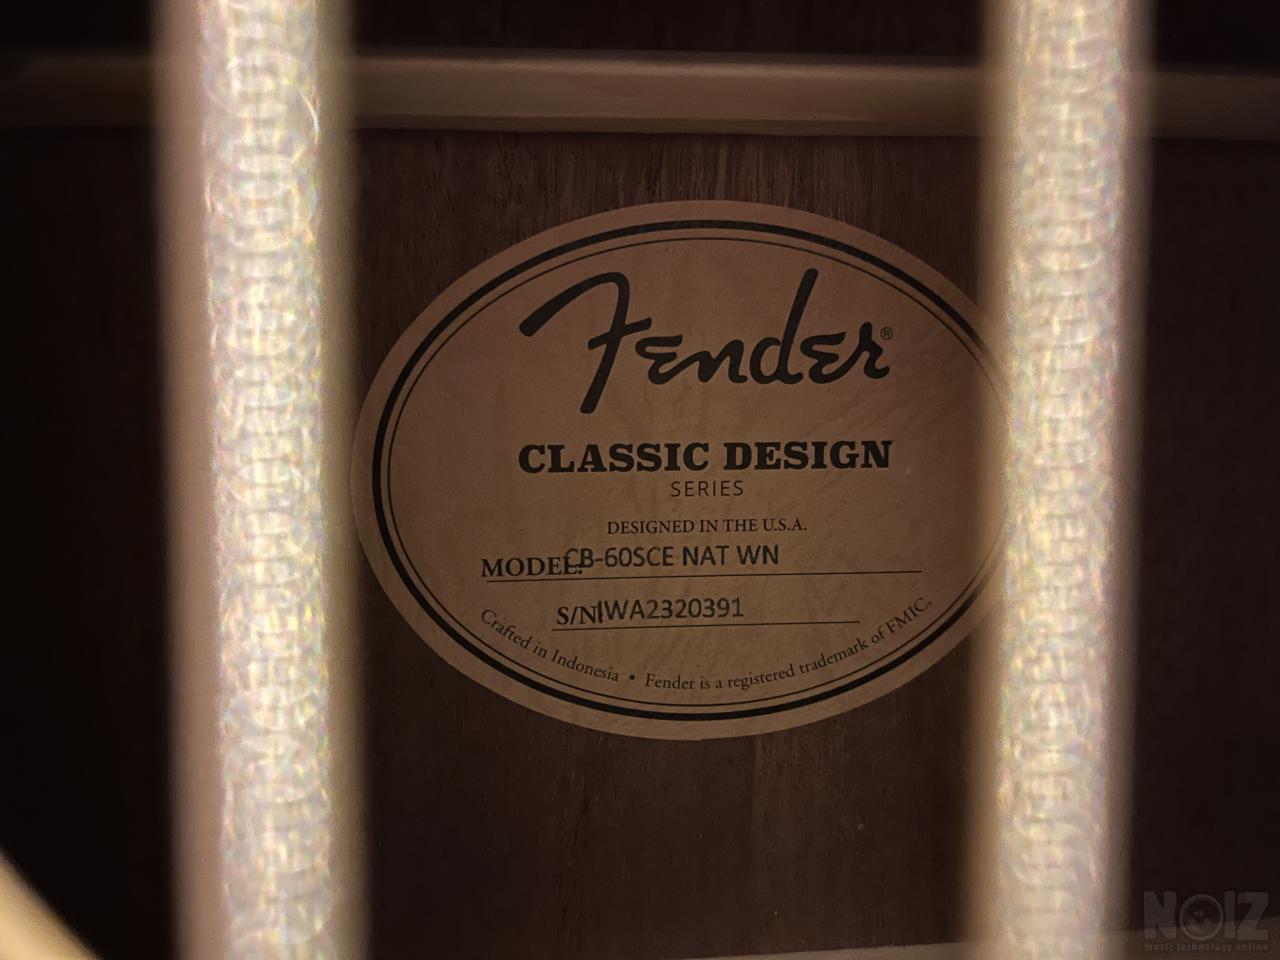 Fender®
CLASSIC DESIGN
SERIES
DESIGNED IN THE U.S.A.
MODEL: CB-60SCE NAT WN
S/N IWA2320391
Crafted in Indonesia • Fender is a registered trademark of FMIC.
NOIZ
music technology online